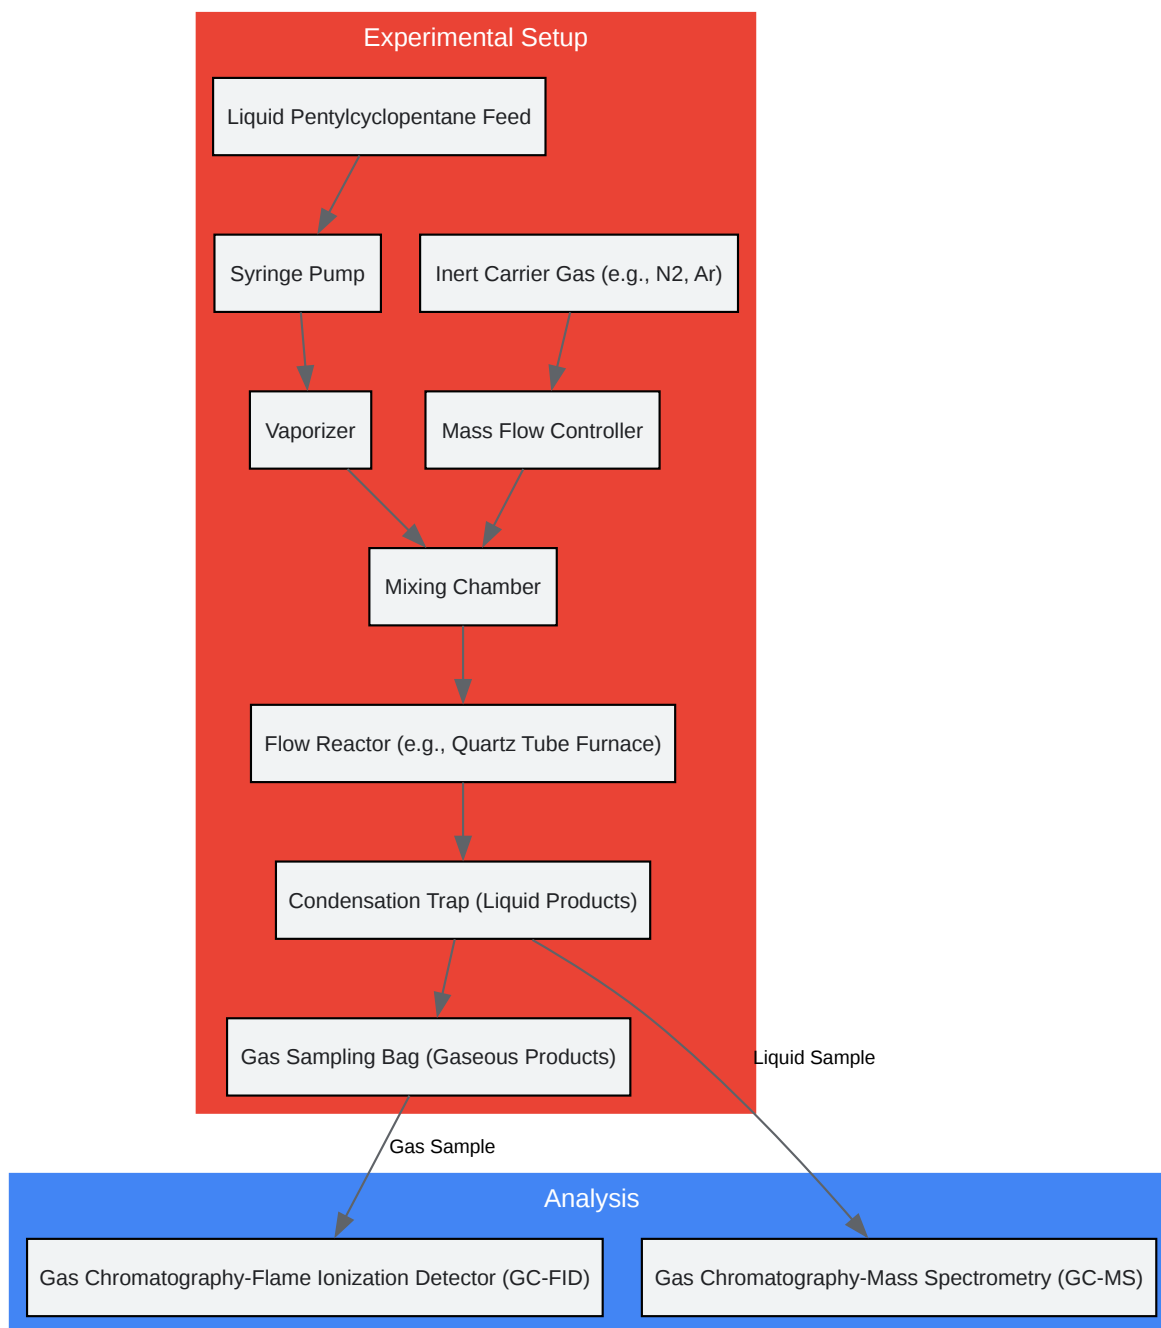 Experimental Setup
Liquid Pentylcyclopentane Feed
Syringe Pump
Inert Carrier Gas (e.g., N2, Ar)
Vaporizer
Mass Flow Controller
Mixing Chamber
Flow Reactor (e.g., Quartz Tube Furnace)
Condensation Trap (Liquid Products)
Gas Sampling Bag (Gaseous Products)
Liquid Sample
Gas Sample
Analysis
Gas Chromatography-Flame Ionization Detector (GC-FID)
Gas Chromatography-Mass Spectrometry (GC-MS)